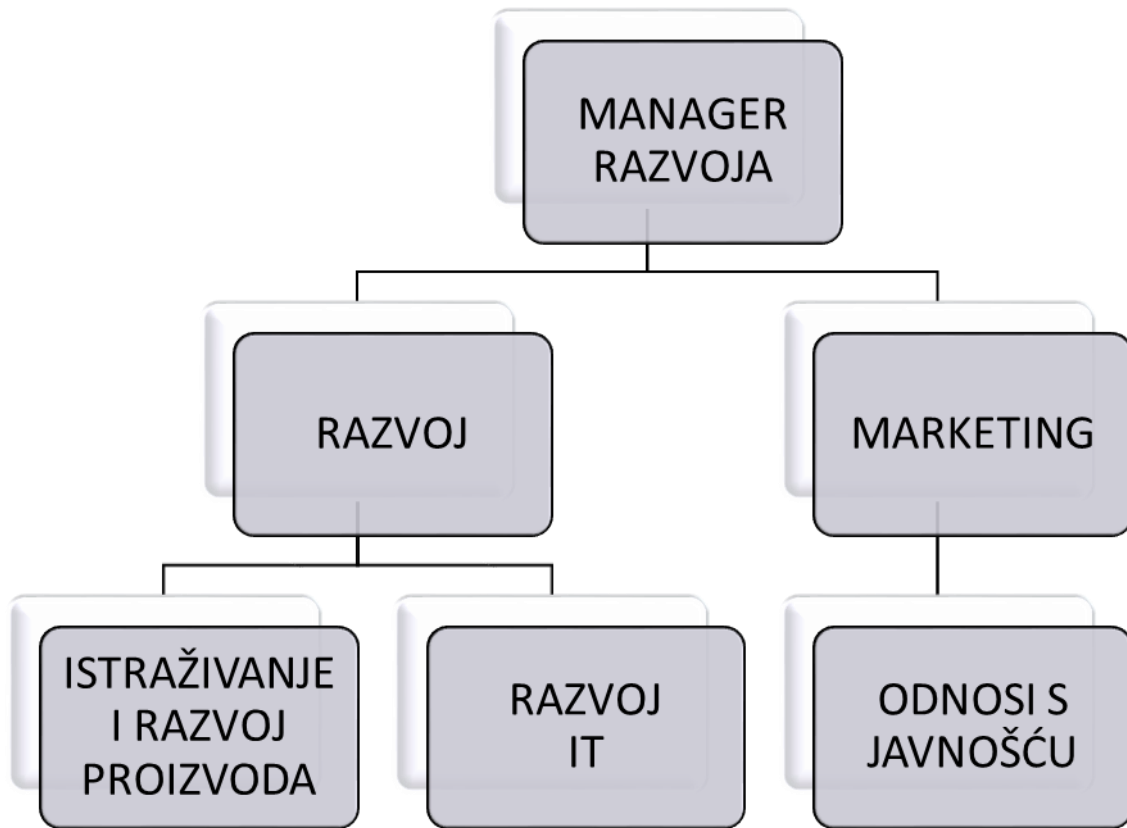 MANAGER
RAZVOJA
RAZVOJ
MARKETING
ISTRAŽIVANJE
I RAZVOJ
PROIZVODA
RAZVOJ
IT
ODNOSI S
JAVNOŠĆU